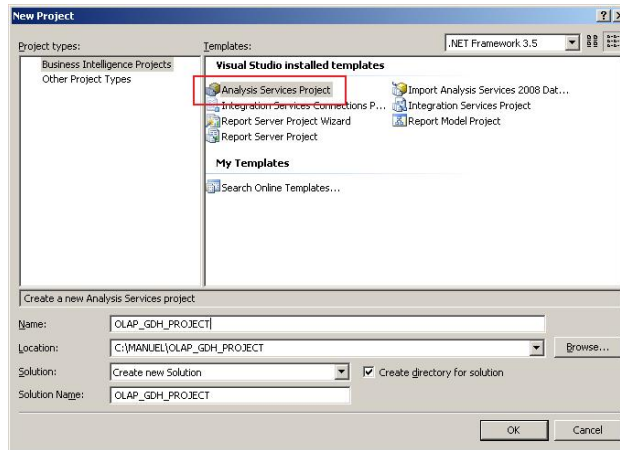 New Project
Project types:
Templates:
.NET Framework 3.5
Business Intelligence Projects
Other Project Types
Visual Studio installed templates
Analysis Services Project
Import Analysis Services 2008 Dat...
Integration Services Connections P...
Integration Services Project
Report Server Project Wizard
Report Model Project
Report Server Project
My Templates
Search Online Templates...
Create a new Analysis Services project
Name:
OLAP_GDH_PROJECT
Location:
C:\MANUEL\OLAP_GDH_PROJECT
Browse...
Solution:
Create new Solution
Create directory for solution
Solution Name:
OLAP_GDH_PROJECT
OK
Cancel